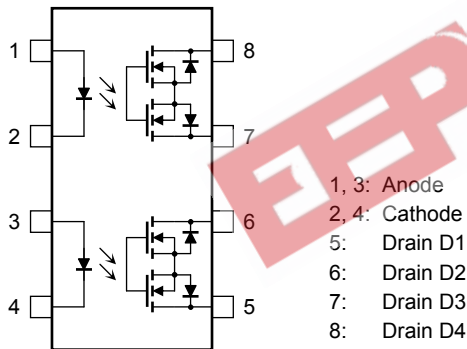 1
8
2
7
3
6
4
5
1, 3: Anode
2, 4: Cathode
5: Drain D1
6: Drain D2
7: Drain D3
8: Drain D4
EEP